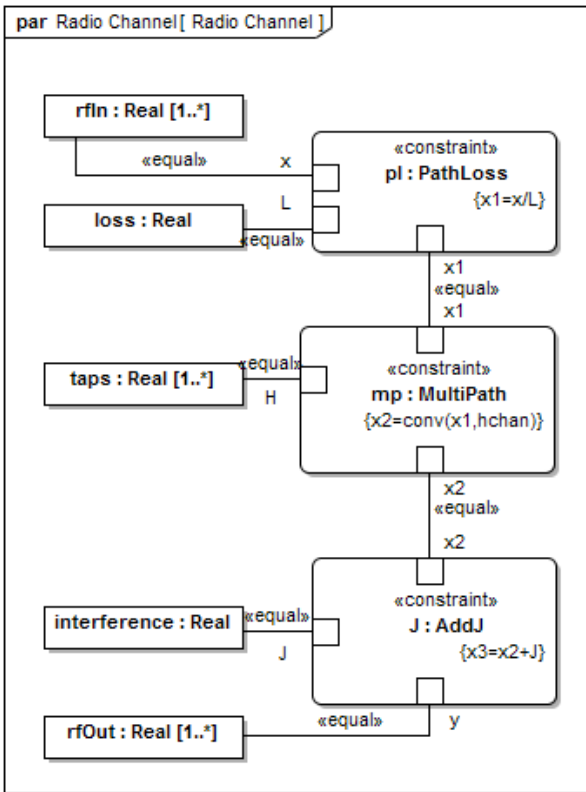 par Radio Channel[ Radio Channel ]
rfIn : Real [1..*]
«equal»
x
«constraint»
pl : PathLoss
{x1=x/L}
L
loss : Real
«equal»
x1
«equal»
x1
taps : Real [1..*]
«equal»
H
«constraint»
mp : MultiPath
{x2=conv(x1,hchan)}
x2
«equal»
x2
interference : Real
«equal»
J
«constraint»
J : AddJ
{x3=x2+J}
rfOut : Real [1..*]
«equal»
y